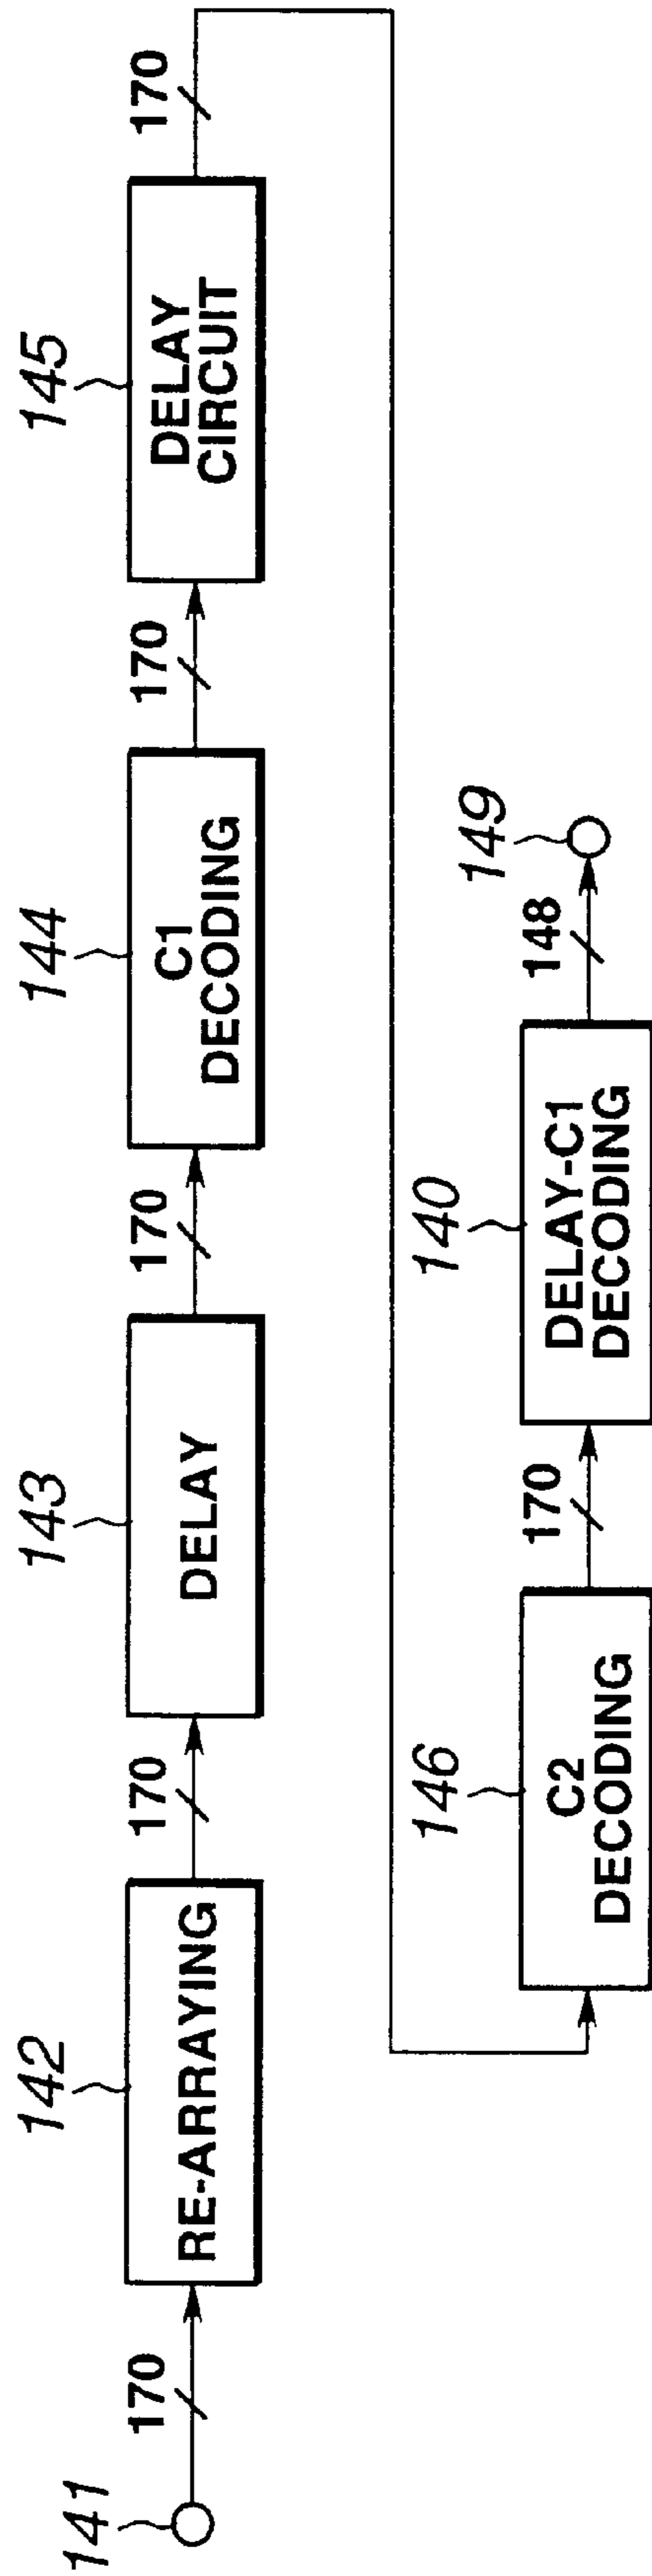 141
170
142
RE-ARRAYING
170
143
DELAY
170
144
C1
DECODING
170
145
DELAY
CIRCUIT
170
146
C2
DECODING
170
140
DELAY-C1
DECODING
148
149